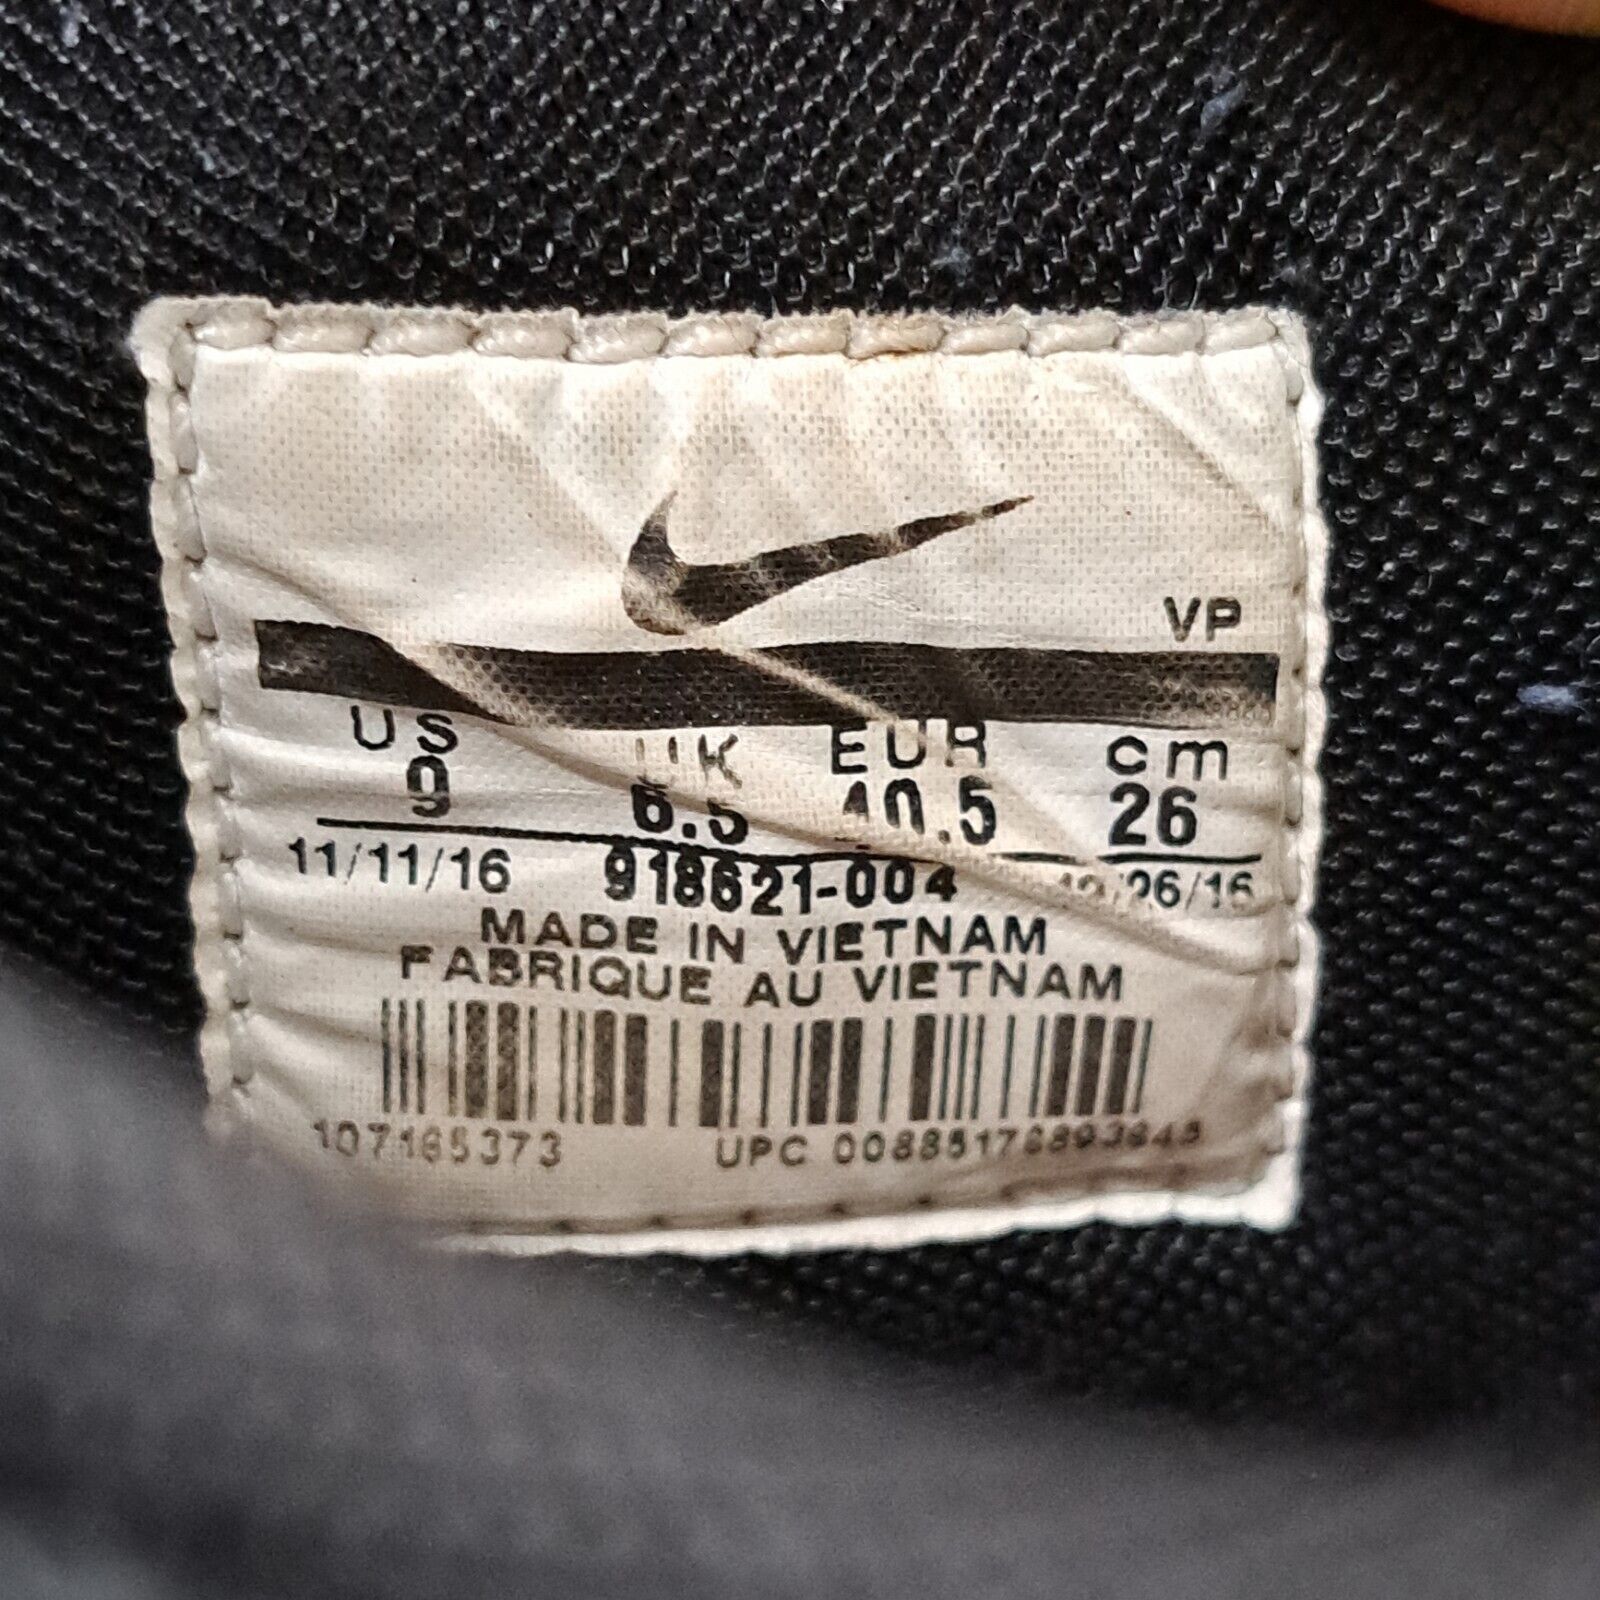 VP
US UK EUR cm
9 6.5 40.5 26
11/11/16 918621-004
MADE IN VIETNAM
FABRIQUE AU VIETNAM
107165373 UPC